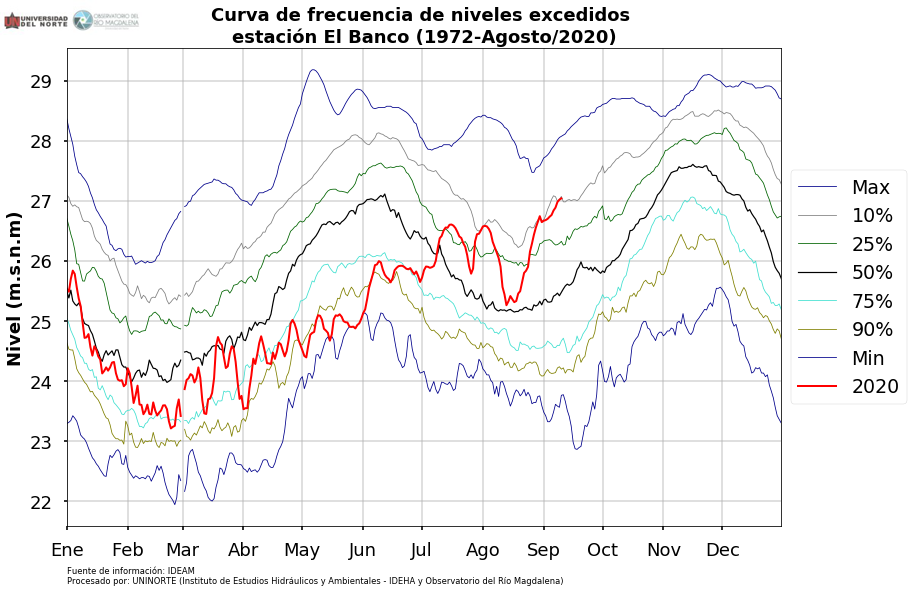 UNIVERSIDAD
DEL NORTE
OBSERVATORIO DEL
RÍO MAGDALENA
Curva de frecuencia de niveles excedidos
estación El Banco (1972-Agosto/2020)
Nivel (m.s.n.m)
29
28
27
26
25
24
23
22
Ene Feb Mar Abr May Jun Jul Ago Sep Oct Nov Dec
Max
10%
25%
50%
75%
90%
Min
2020
Fuente de información: IDEAM
Procesado por: UNINORTE (Instituto de Estudios Hidráulicos y Ambientales - IDEHA y Observatorio del Río Magdalena)